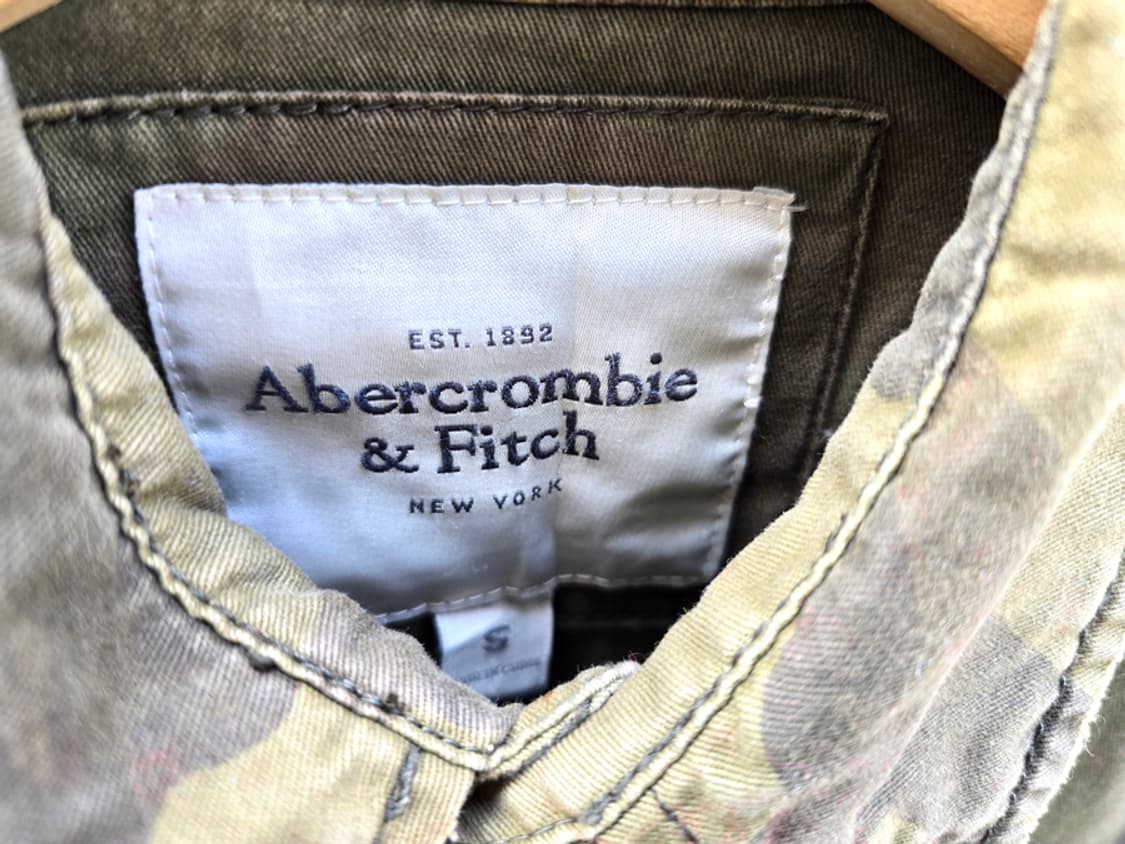 EST. 1892
Abercrombie
& Fitch
NEW YORK
S